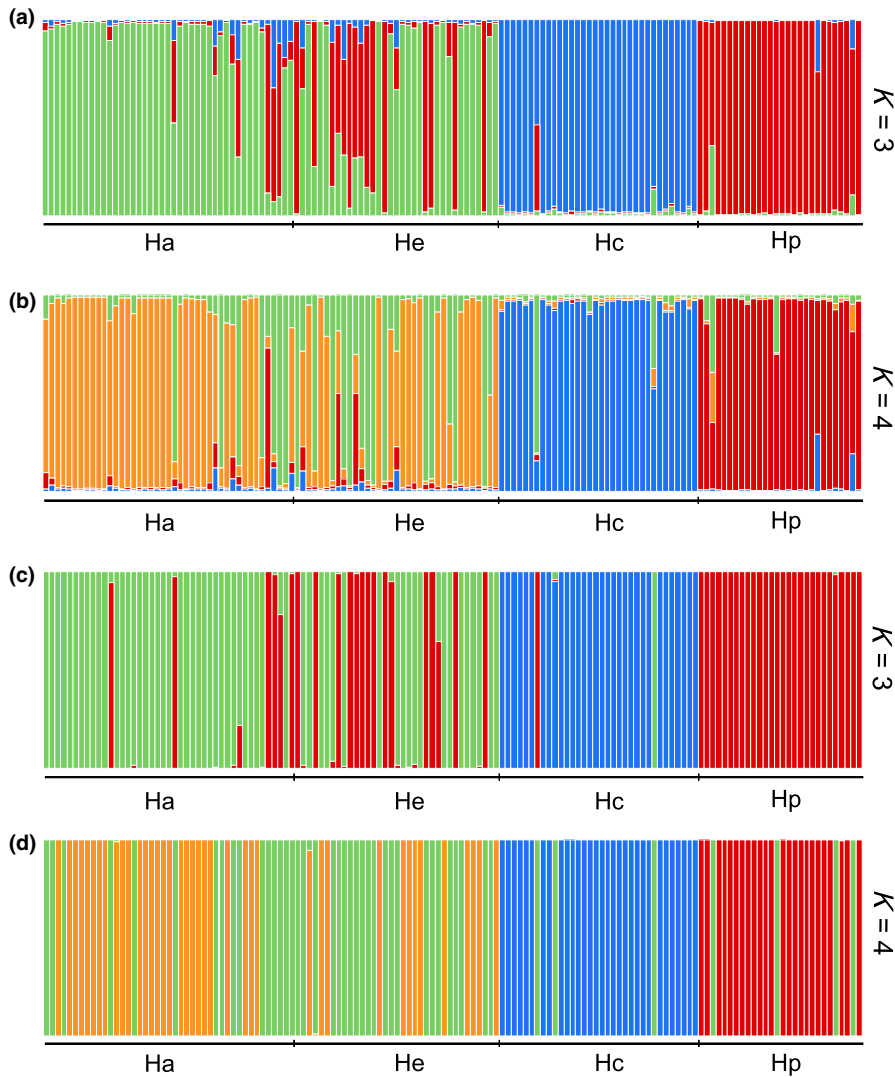 (a)
K = 3
Ha He Hc Hp
(b)
K = 4
Ha He Hc Hp
(c)
K = 3
Ha He Hc Hp
(d)
K = 4
Ha He Hc Hp